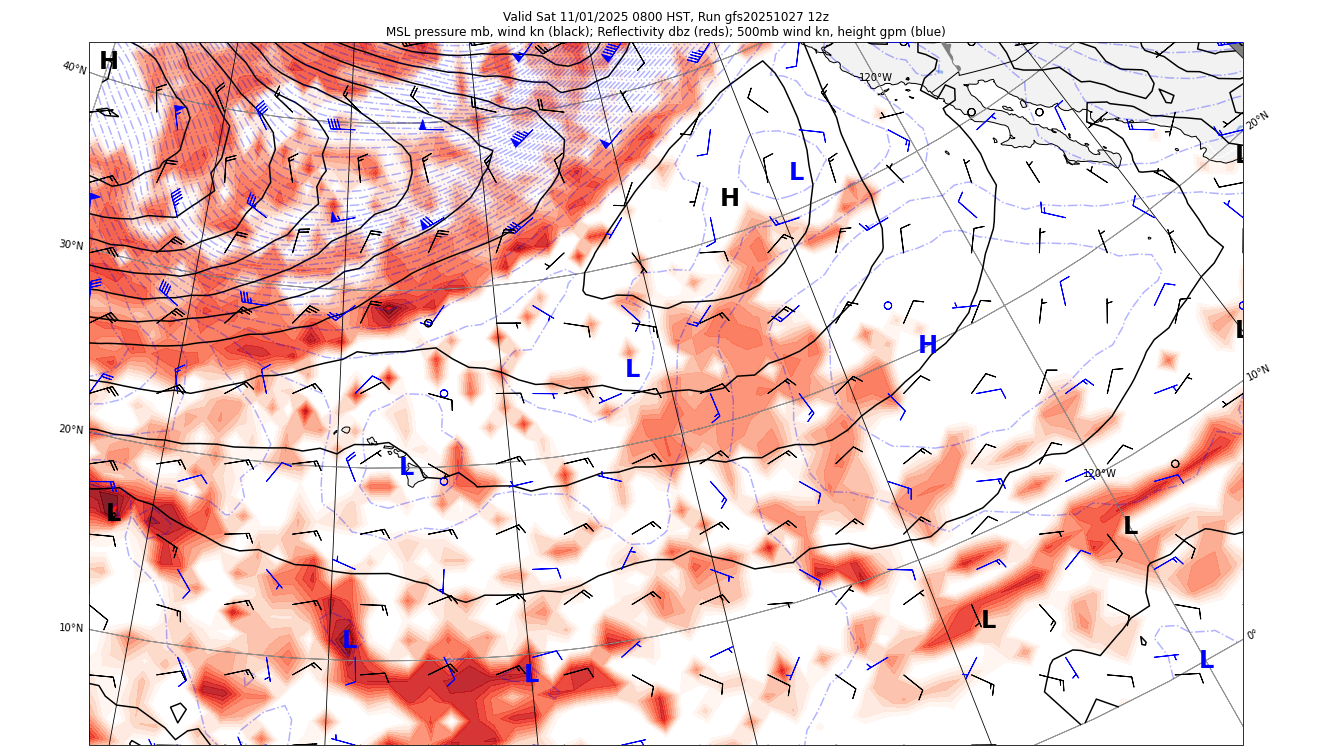 Valid Sat 11/01/2025 0800 HST, Run gfs20251027 12z
MSL pressure mb, wind kn (black); Reflectivity dbz (reds); 500mb wind kn, height gpm (blue)
H
40°N
120°W
20°N
L
L
H
30°N
L
H
L
10°N
20°N
L
120°W
L
L
10°N
L
0°
L
L
L